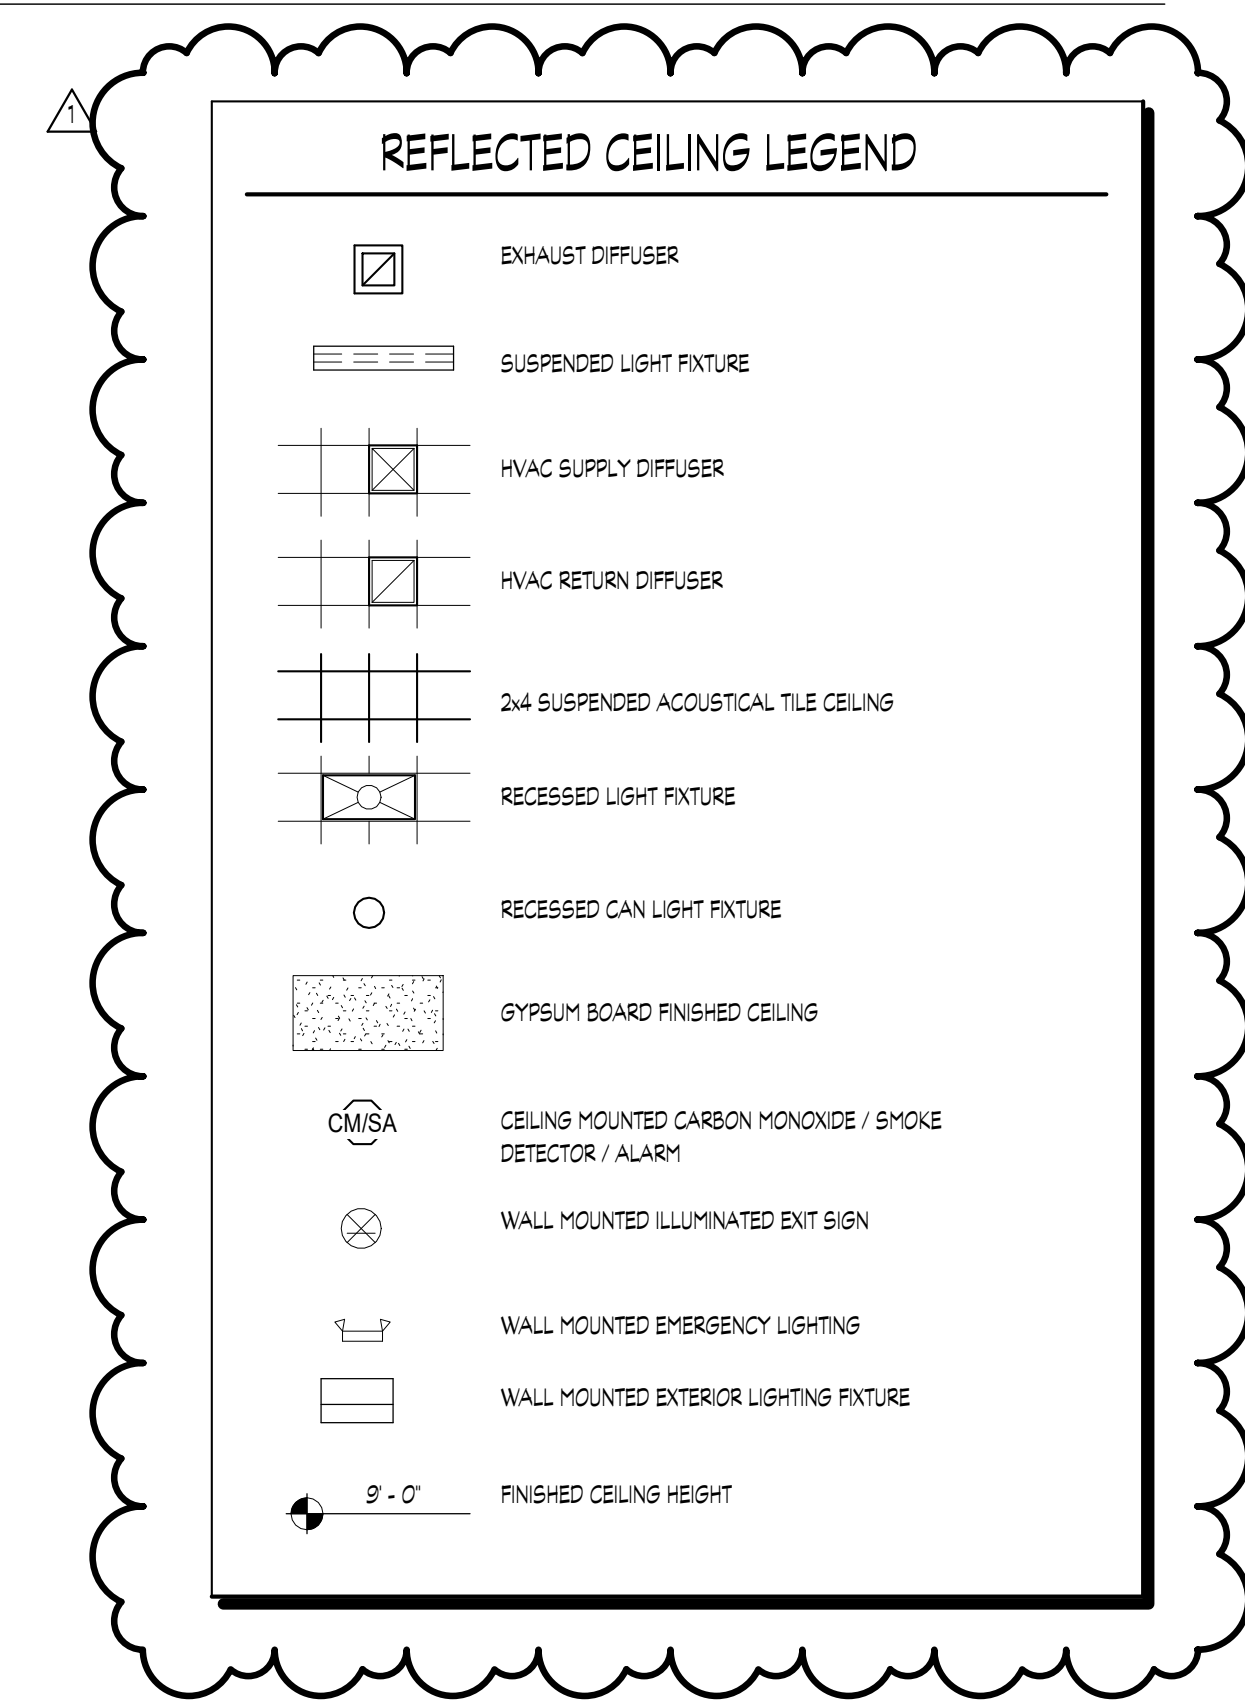 1
REFLECTED CEILING LEGEND
EXHAUST DIFFUSER
SUSPENDED LIGHT FIXTURE
HVAC SUPPLY DIFFUSER
HVAC RETURN DIFFUSER
2x4 SUSPENDED ACOUSTICAL TILE CEILING
RECESSED LIGHT FIXTURE
RECESSED CAN LIGHT FIXTURE
GYPSUM BOARD FINISHED CEILING
CM/SA
CEILING MOUNTED CARBON MONOXIDE / SMOKE
DETECTOR / ALARM
WALL MOUNTED ILLUMINATED EXIT SIGN
WALL MOUNTED EMERGENCY LIGHTING
WALL MOUNTED EXTERIOR LIGHTING FIXTURE
9' - 0"
FINISHED CEILING HEIGHT